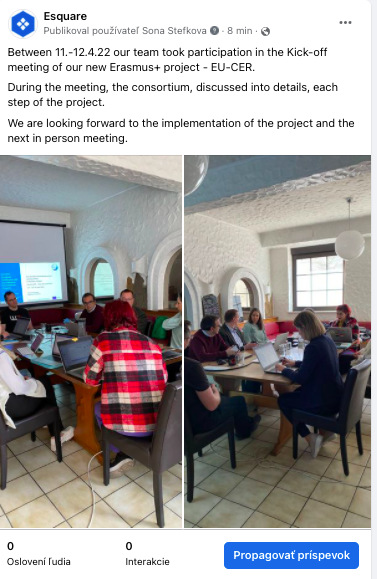 Esquare
Publikoval používateľ Sona Stefkova · 8 min ·
Between 11.-12.4.22 our team took participation in the Kick-off
meeting of our new Erasmus+ project - EU-CER.
During the meeting, the consortium, discussed into details, each
step of the project.
We are looking forward to the implementation of the project and the
next in person meeting.
0
Oslovení ľudia
0
Interakcie
Propagovať príspevok